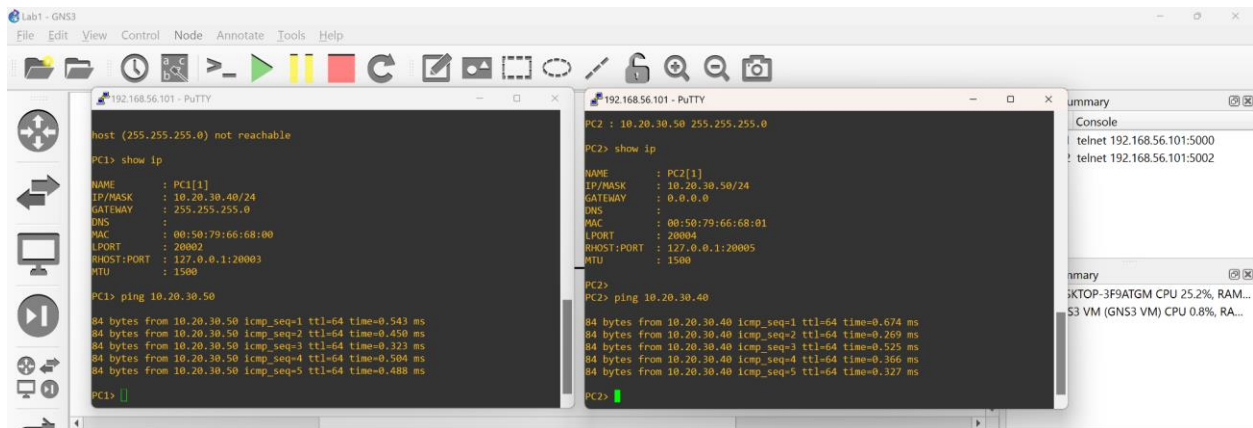 Lab1 - GNS3
File Edit View Control Node Annotate Tools Help
192.168.56.101 - PuTTY
host (255.255.255.0) not reachable
PC1> show ip
NAME : PC1[1]
IP/MASK : 10.20.30.40/24
GATEWAY : 255.255.255.0
DNS :
MAC : 00:50:79:66:68:00
LPORT : 20002
RHOST:PORT : 127.0.0.1:20003
MTU : 1500
PC1> ping 10.20.30.50
84 bytes from 10.20.30.50 icmp_seq=1 ttl=64 time=0.543 ms
84 bytes from 10.20.30.50 icmp_seq=2 ttl=64 time=0.450 ms
84 bytes from 10.20.30.50 icmp_seq=3 ttl=64 time=0.323 ms
84 bytes from 10.20.30.50 icmp_seq=4 ttl=64 time=0.504 ms
84 bytes from 10.20.30.50 icmp_seq=5 ttl=64 time=0.488 ms
PC1>
192.168.56.101 - PuTTY
PC2 : 10.20.30.50 255.255.255.0
PC2> show ip
NAME : PC2[1]
IP/MASK : 10.20.30.50/24
GATEWAY : 0.0.0.0
DNS :
MAC : 00:50:79:66:68:01
LPORT : 20004
RHOST:PORT : 127.0.0.1:20005
MTU : 1500
PC2>
PC2> ping 10.20.30.40
84 bytes from 10.20.30.40 icmp_seq=1 ttl=64 time=0.674 ms
84 bytes from 10.20.30.40 icmp_seq=2 ttl=64 time=0.269 ms
84 bytes from 10.20.30.40 icmp_seq=3 ttl=64 time=0.525 ms
84 bytes from 10.20.30.40 icmp_seq=4 ttl=64 time=0.366 ms
84 bytes from 10.20.30.40 icmp_seq=5 ttl=64 time=0.327 ms
PC2>
ummary
Console
telnet 192.168.56.101:5000
telnet 192.168.56.101:5002
mmary
SKTOP-3F9ATGM CPU 25.2%, RAM...
S3 VM (GNS3 VM) CPU 0.8%, RA...